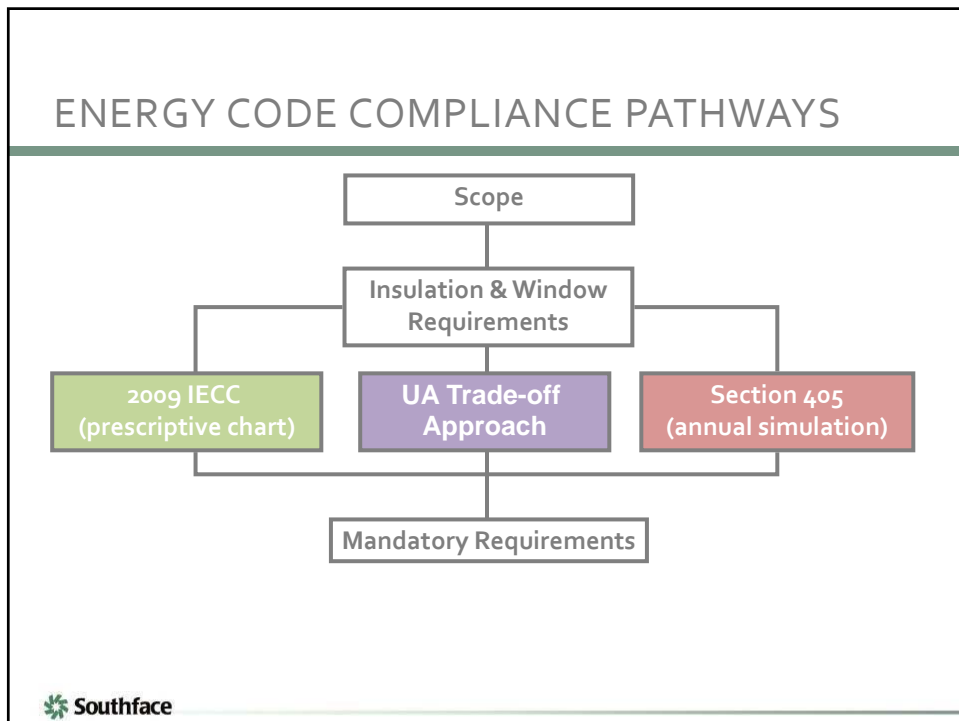 ENERGY CODE COMPLIANCE PATHWAYS
Scope
Insulation & Window
Requirements
2009 IECC
(prescriptive chart)
UA Trade-off
Approach
Section 405
(annual simulation)
Mandatory Requirements
Southface